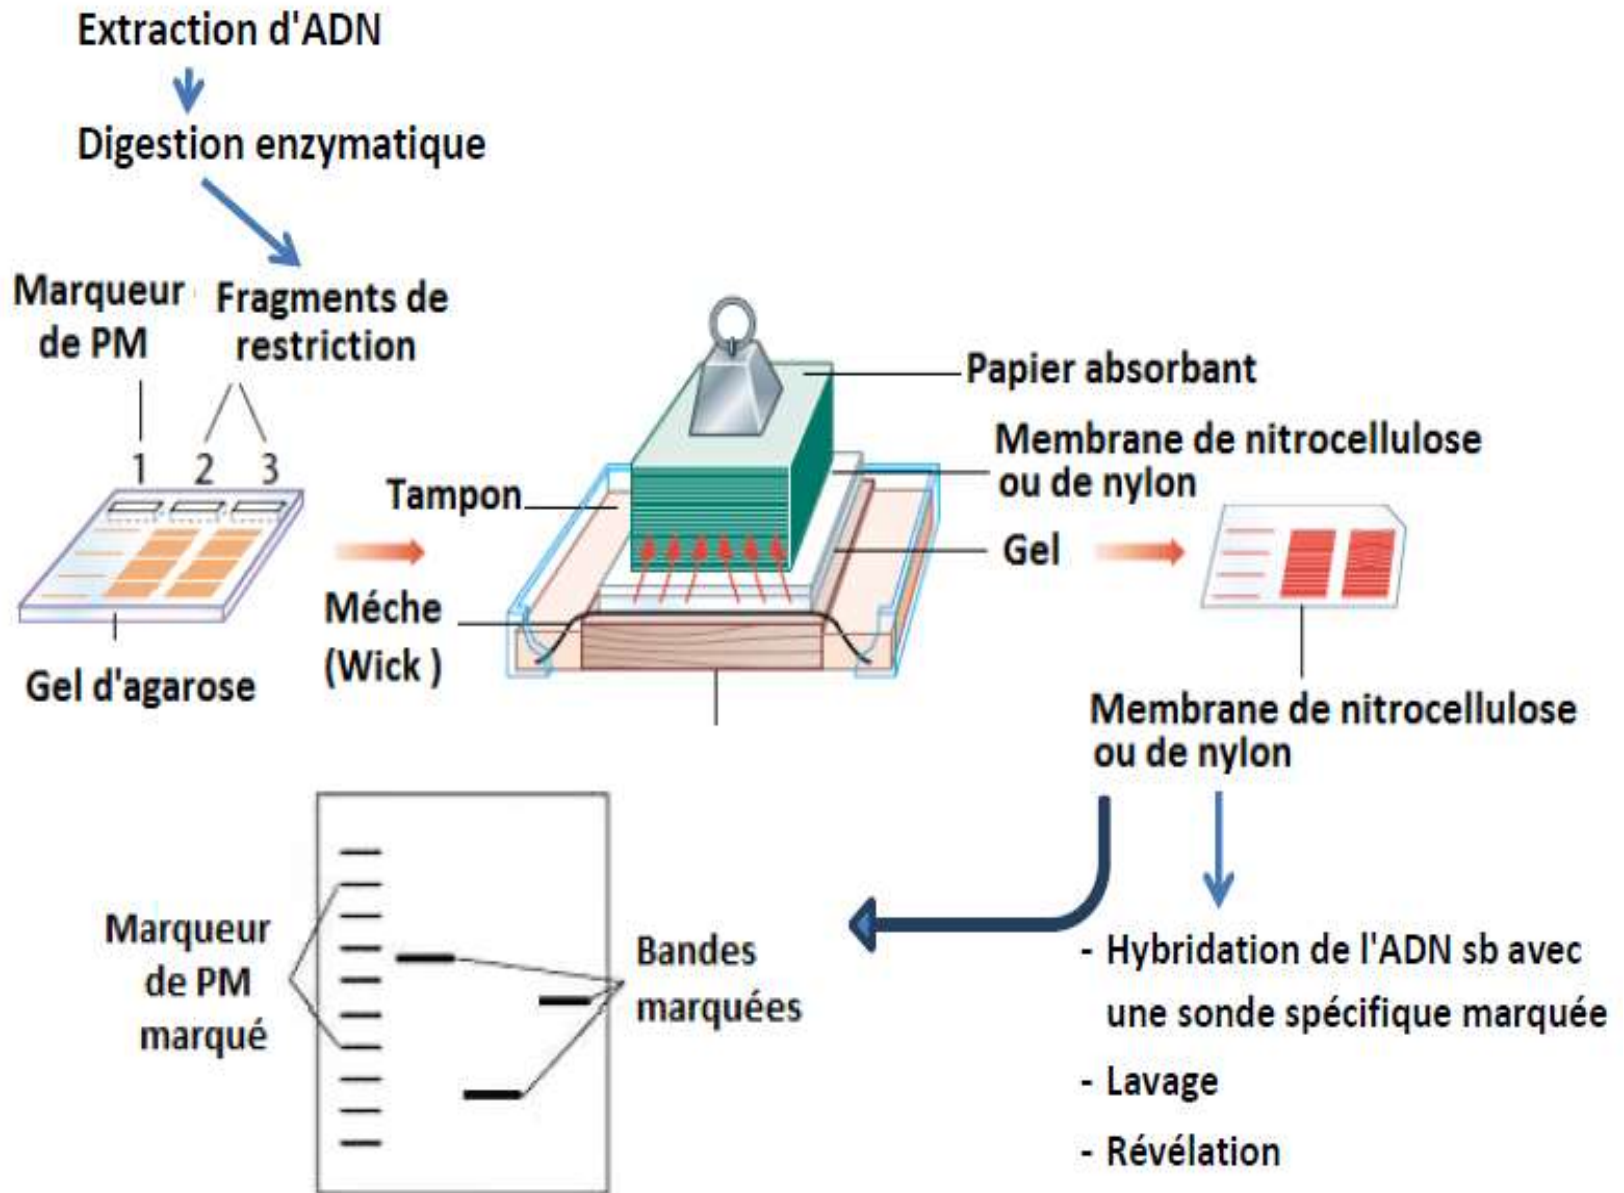 Extraction d'ADN
Digestion enzymatique
Marqueur
de PM
Fragments de
restriction
1 2 3
Gel d'agarose
Tampon
Méche
(Wick )
Papier absorbant
Membrane de nitrocellulose
ou de nylon
Gel
Membrane de nitrocellulose
ou de nylon
Marqueur
de PM
marqué
Bandes
marquées
- Hybridation de l'ADN sb avec
une sonde spécifique marquée
- Lavage
- Révélation